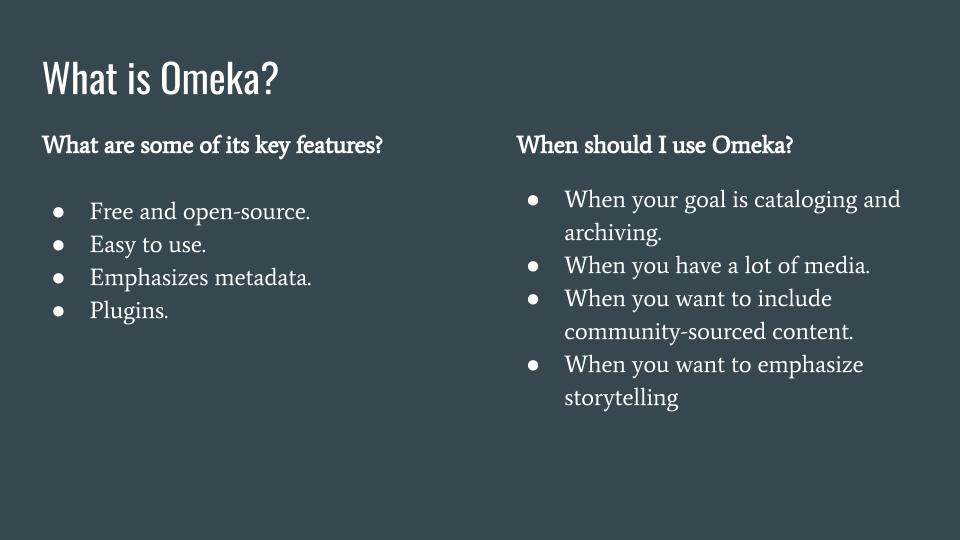 What is Omeka?
What are some of its key features?
● Free and open-source.
● Easy to use.
● Emphasizes metadata.
● Plugins.
When should I use Omeka?
● When your goal is cataloging and
archiving.
● When you have a lot of media.
● When you want to include
community-sourced content.
● When you want to emphasize
storytelling